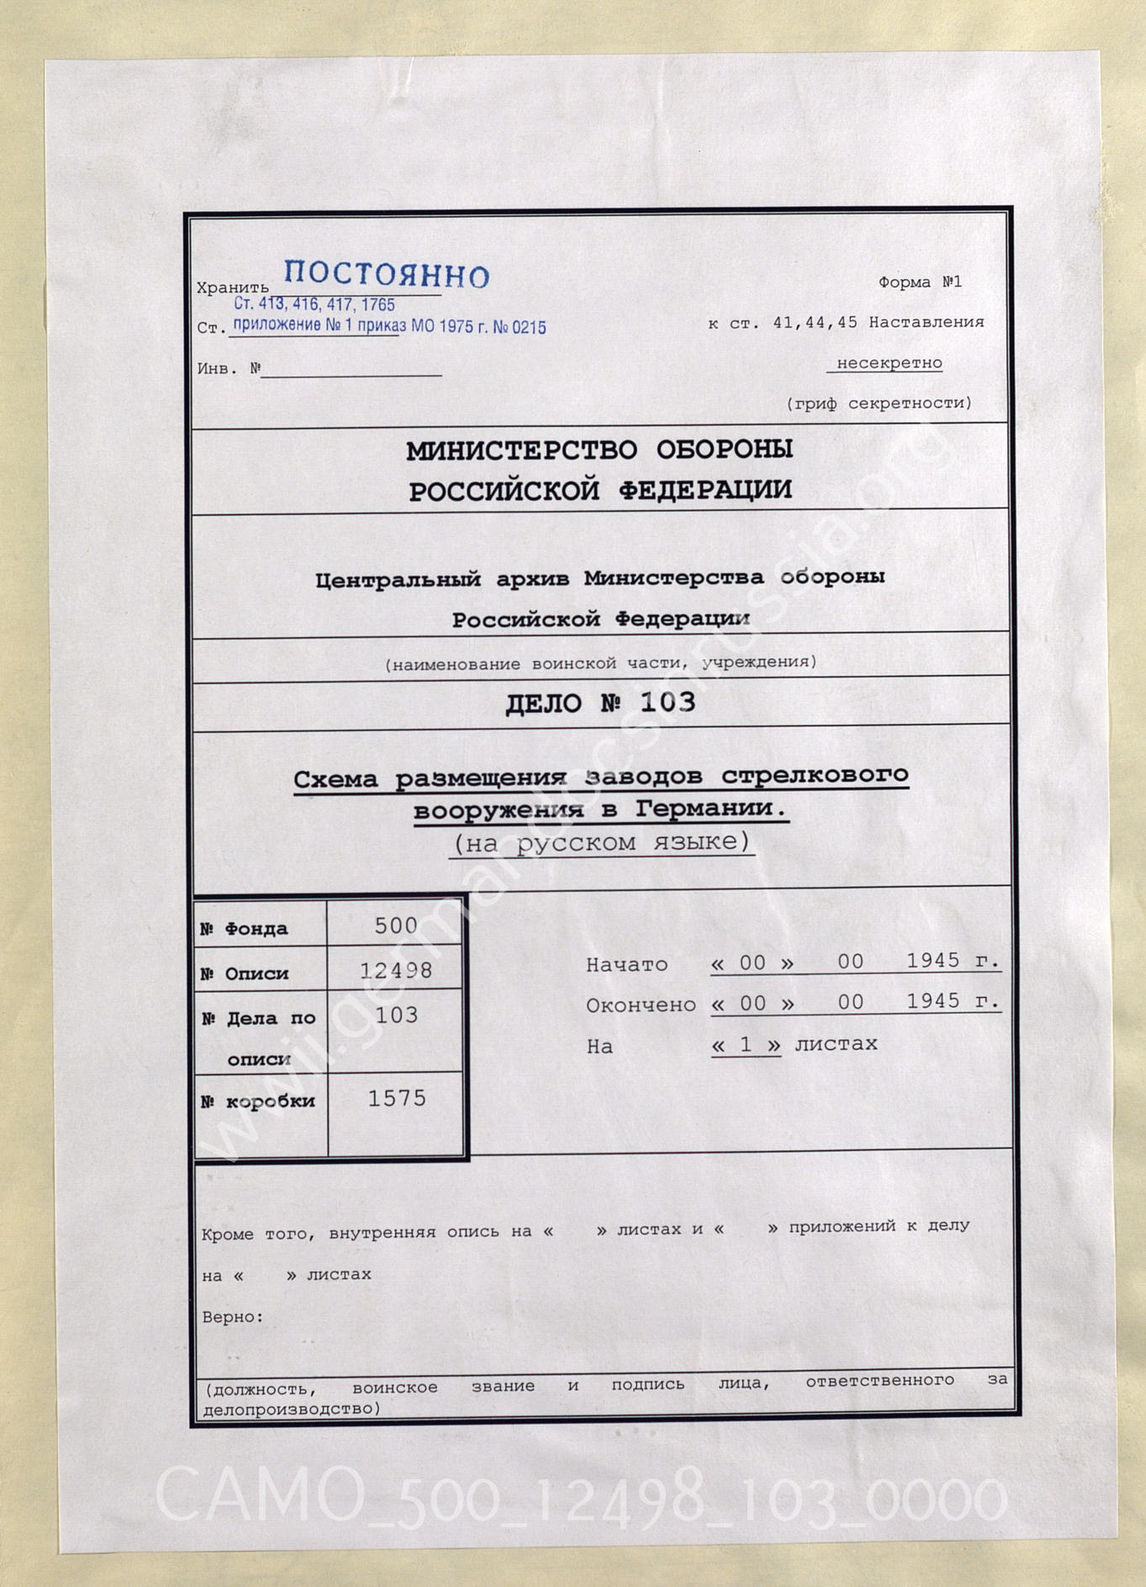 Хранить ПОСТОЯННО
Форма №1
Ст. 413, 416, 417, 1765
Ст. приложение № 1 приказ МО 1975 г. № 0215
к ст. 41,44,45 Наставления
Инв. №
несекретно
(гриф секретности)
МИНИСТЕРСТВО ОБОРОНЫ
РОССИЙСКОЙ ФЕДЕРАЦИИ
Центральный архив Министерства обороны
Российской Федерации
(наименование воинской части, учреждения)
ДЕЛО № 103
Схема размещения заводов стрелкового
вооружения в Германии.
(на русском языке)
№ Фонда 500
№ Описи 12498
№ Дела по 103
описи
№ коробки 1575
Начато « 00 » 00 1945 г.
Окончено « 00 » 00 1945 г.
На « 1 » листах
Кроме того, внутренняя опись на « » листах и « » приложений к делу
на « » листах
Верно:
(должность, воинское звание и подпись лица, ответственного за
делопроизводство)
wwii.germandocsinrussia.org
CAMO_500_12498_103_0000